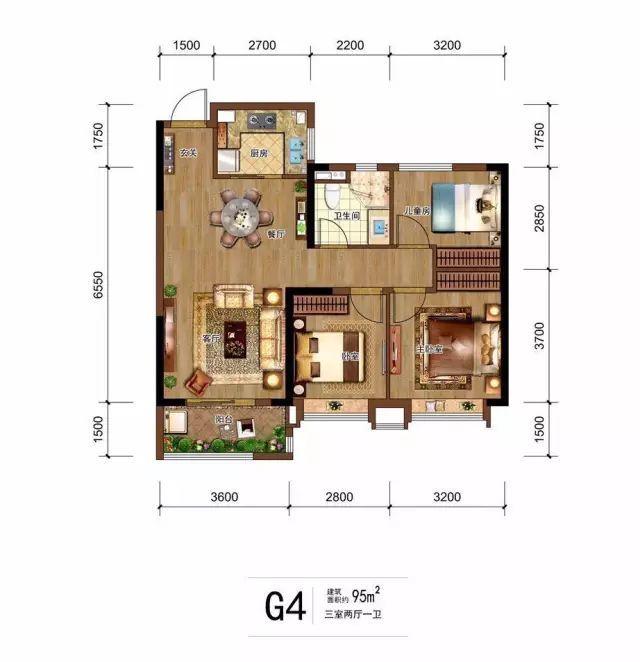 1500 2700 2200 3200
1750 1750
玄关 厨房
卫生间 儿童房
餐厅
2850
6550
客厅 卧室 主卧室
3700
阳台
1500 1500
3600 2800 3200
G4
建筑
面积约 95m²
三室两厅一卫